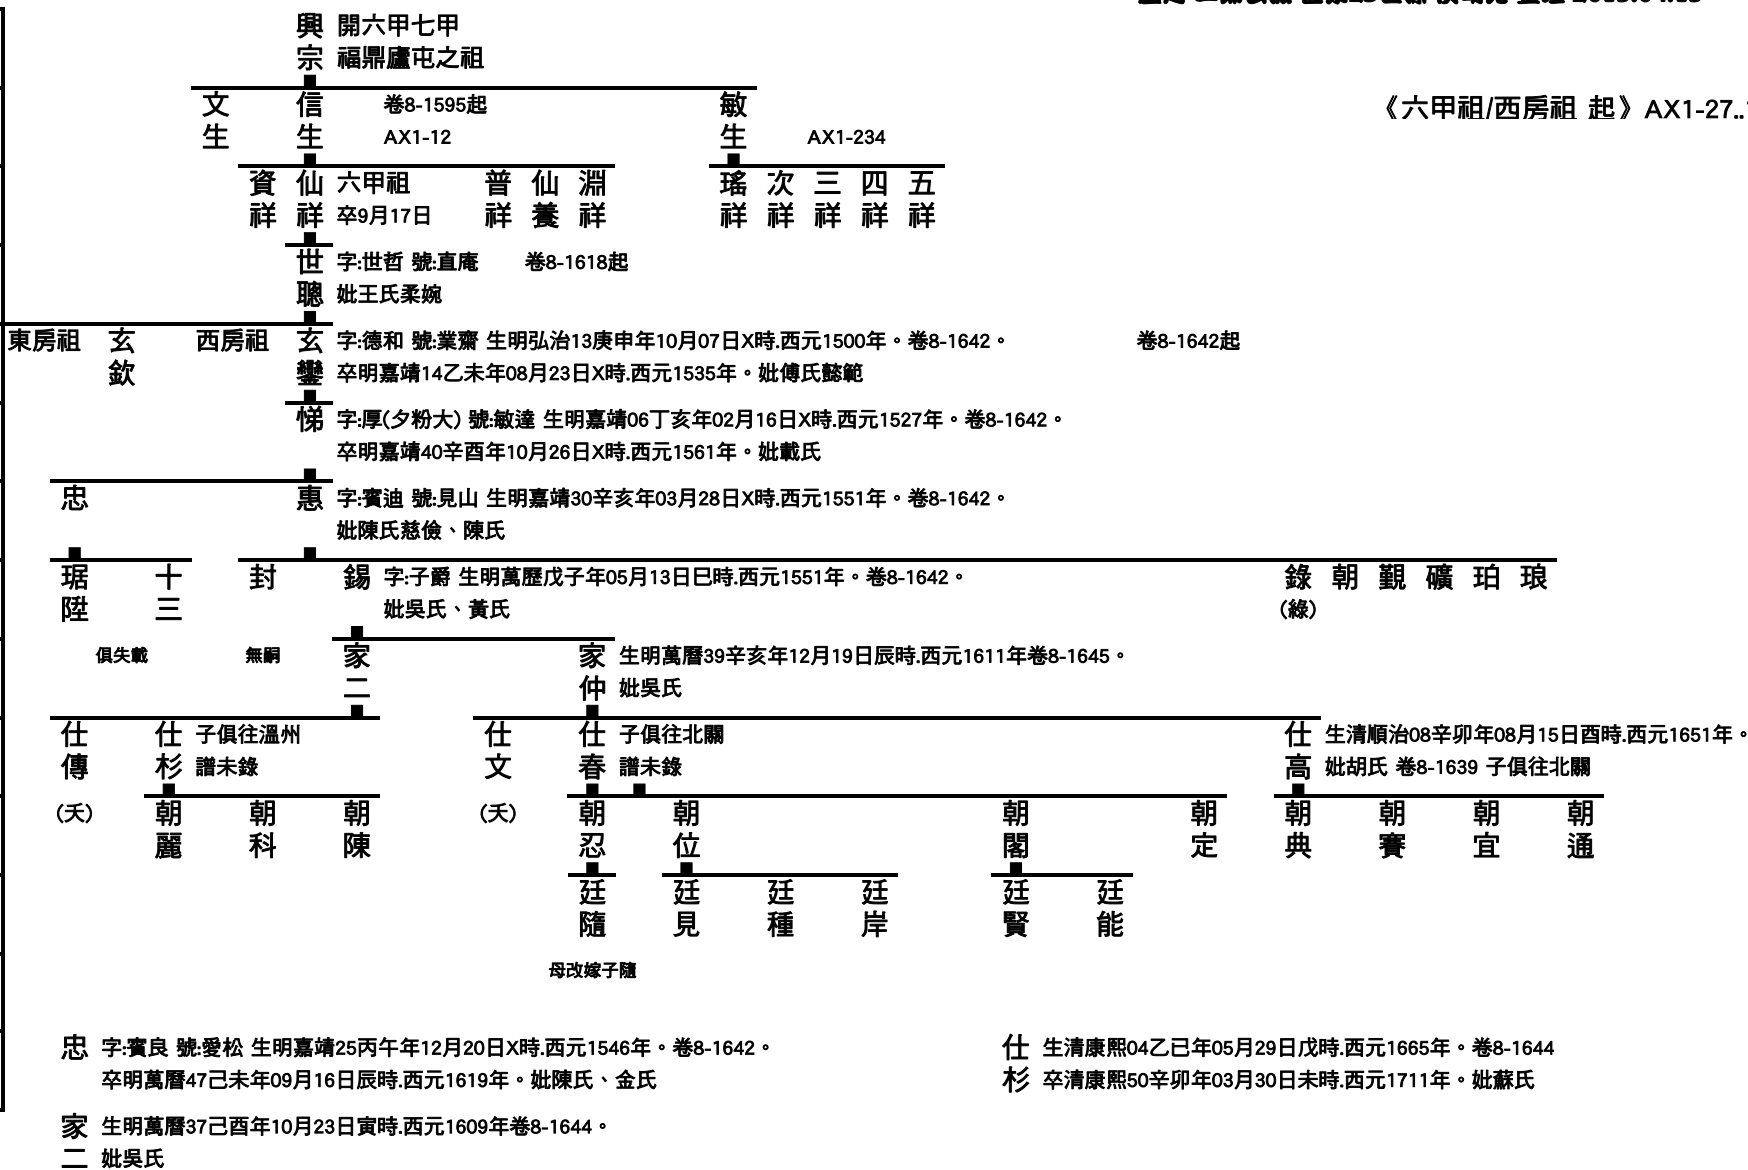 興宗 開六甲七甲
福鼎廬屯之祖
《六甲祖/西房祖 起》AX1-27..
文生 信生 卷8-1595起 敏生
AX1-12 AX1-234
資祥 仙祥 六甲祖 普祥 仙養 淵祥 瑤祥 次祥 三祥 四祥 五祥
卒9月17日
世聰 字:世哲 號:直庵 卷8-1618起
妣王氏柔婉
東房祖 玄欽 西房祖 玄鑾 字:德和 號:業齋 生明弘治13庚申年10月07日X時.西元1500年。卷8-1642。 卷8-1642起
卒明嘉靖14乙未年08月23日X時.西元1535年。妣傅氏懿範
悌 字:厚(夕粉大) 號:敏達 生明嘉靖06丁亥年02月16日X時.西元1527年。卷8-1642。
卒明嘉靖40辛酉年10月26日X時.西元1561年。妣載氏
忠 惠 字:賓迪 號:見山 生明嘉靖30辛亥年03月28日X時.西元1551年。卷8-1642。
妣陳氏慈儉、陳氏
琚陞 十三 封 錫 字:子爵 生明萬歷戊子年05月13日巳時.西元1551年。卷8-1642。 錄 朝 覲 礦 珀 琅
妣吳氏、黃氏 (綠)
俱失載 無嗣 家二 家仲 生明萬曆39辛亥年12月19日辰時.西元1611年卷8-1645。
妣吳氏
仕傳 仕杉 子俱往溫州 仕文 仕春 子俱往北關 仕高 生清順治08辛卯年08月15日酉時.西元1651年。
譜未錄 譜未錄 妣胡氏 卷8-1639 子俱往北關
(夭) 朝麗 朝科 朝陳 (夭) 朝忍 朝位 朝閣 朝定 朝典 朝賽 朝宜 朝通
廷隨 廷見 廷種 廷岸 廷賢 廷能
母改嫁子隨
忠 字:賓良 號:愛松 生明嘉靖25丙午年12月20日X時.西元1546年。卷8-1642。
卒明萬曆47己未年09月16日辰時.西元1619年。妣陳氏、金氏
仕杉 生清康熙04乙已年05月29日戊時.西元1665年。卷8-1644
卒清康熙50辛卯年03月30日未時.西元1711年。妣蘇氏
家二 生明萬曆37己酉年10月23日寅時.西元1609年卷8-1644。
妣吳氏